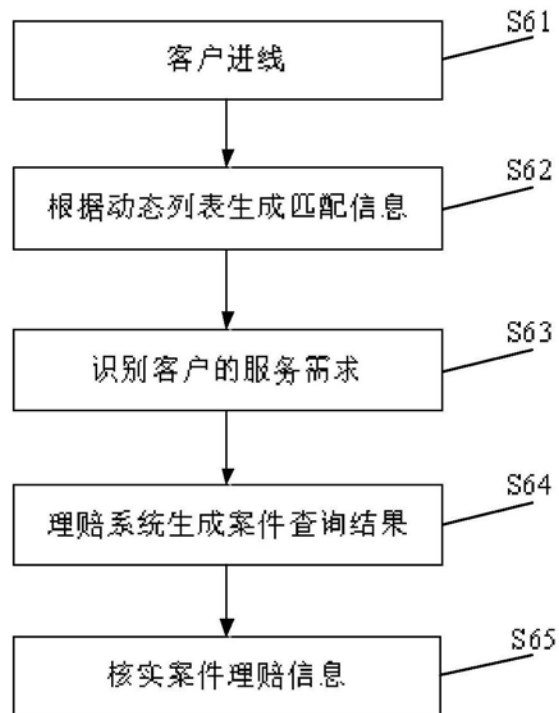 S61
客户进线
S62
根据动态列表生成匹配信息
S63
识别客户的服务需求
S64
理赔系统生成案件查询结果
S65
核实案件理赔信息